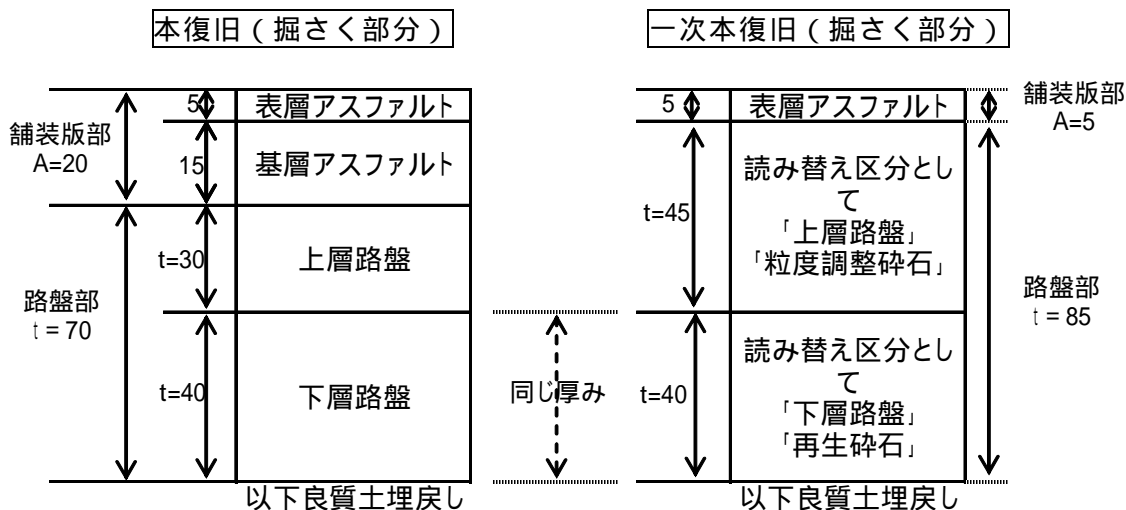 本復旧（掘さく部分）
舗装版部
A=20
5
表層アスファルト
15
基層アスファルト
路盤部
t = 70
t=30
上層路盤
t=40
下層路盤
以下良質土埋戻し
同じ厚み
一次本復旧（掘さく部分）
5
表層アスファルト
舗装版部
A=5
t=45
読み替え区分とし
て
「上層路盤」
「粒度調整砕石」
t=40
読み替え区分とし
て
「下層路盤」
「再生砕石」
路盤部
t = 85
以下良質土埋戻し